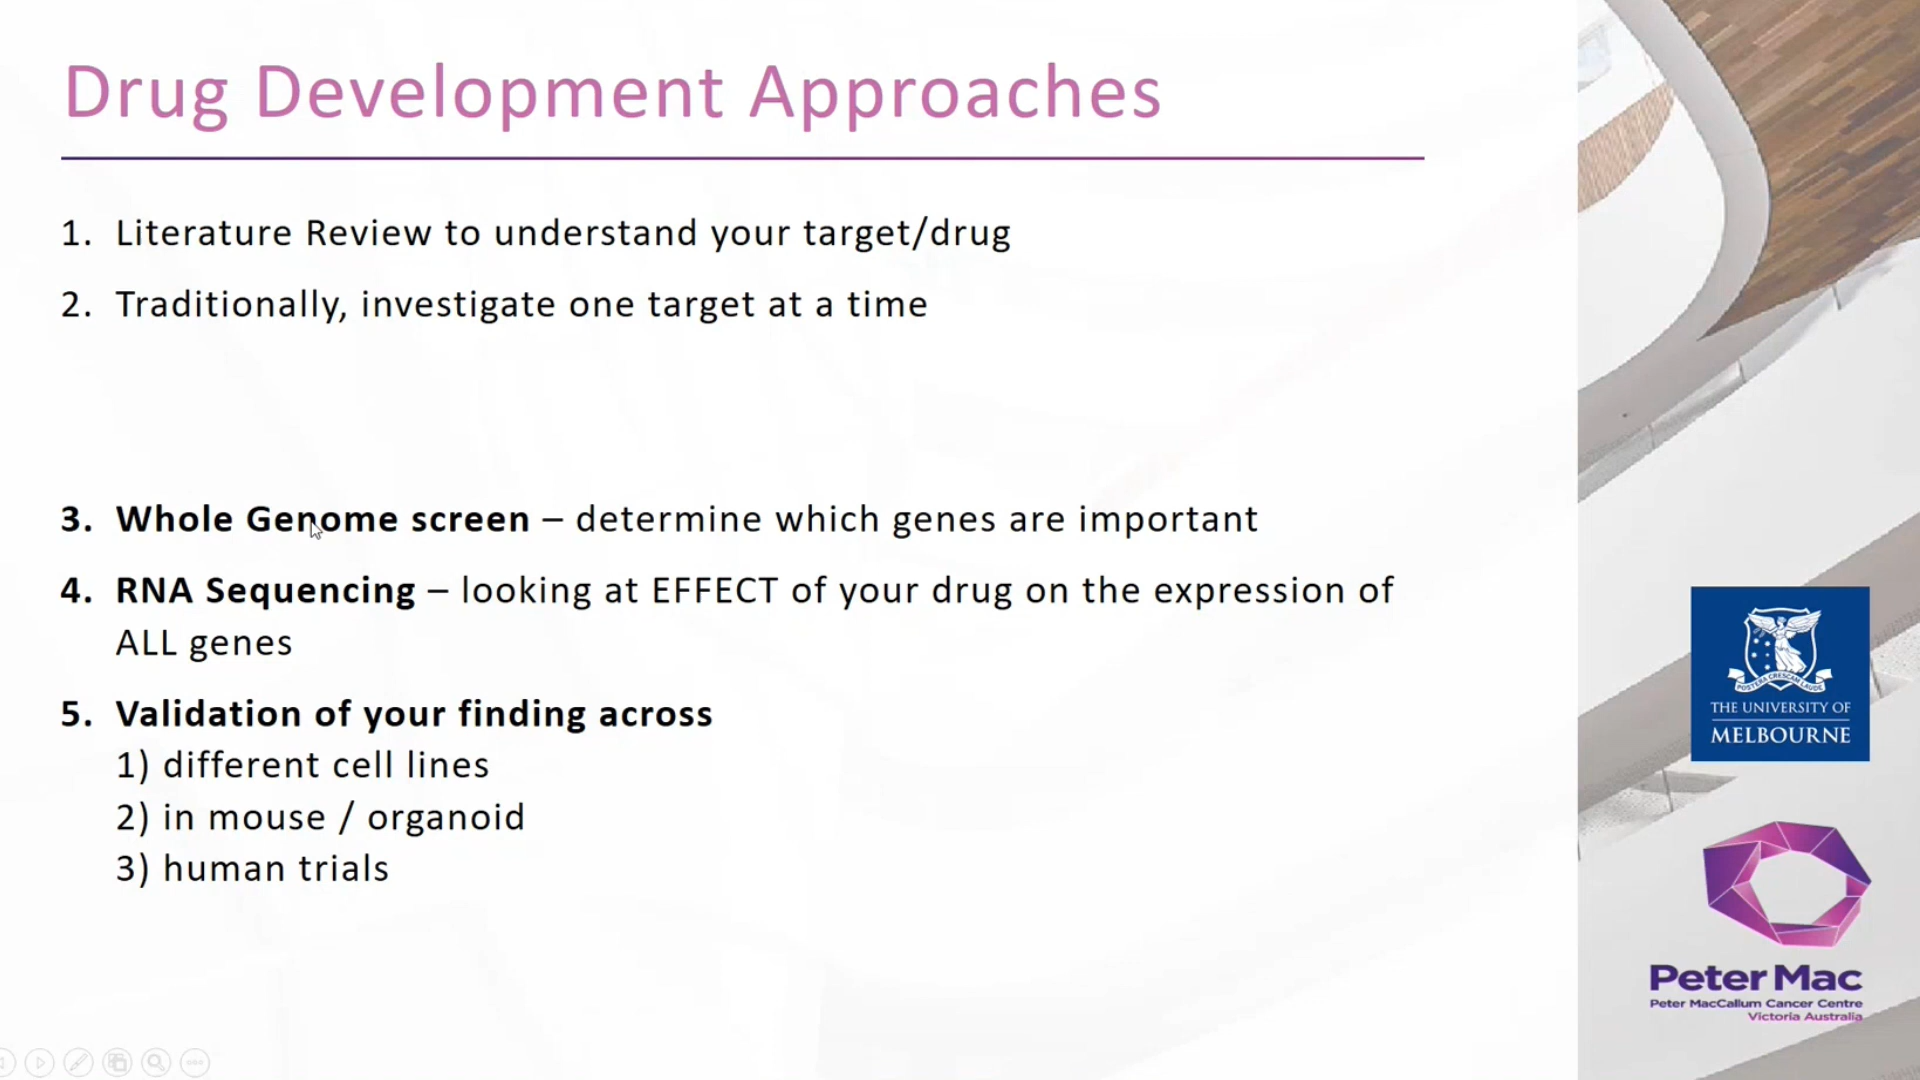 Drug Development Approaches
1. Literature Review to understand your target/drug
2. Traditionally, investigate one target at a time
3. Whole Genome screen – determine which genes are important
4. RNA Sequencing – looking at EFFECT of your drug on the expression of
ALL genes
5. Validation of your finding across
1) different cell lines
2) in mouse / organoid
3) human trials
POSTERA CRESCAM LAUDE
THE UNIVERSITY OF
MELBOURNE
Peter Mac
Peter MacCallum Cancer Centre
Victoria Australia